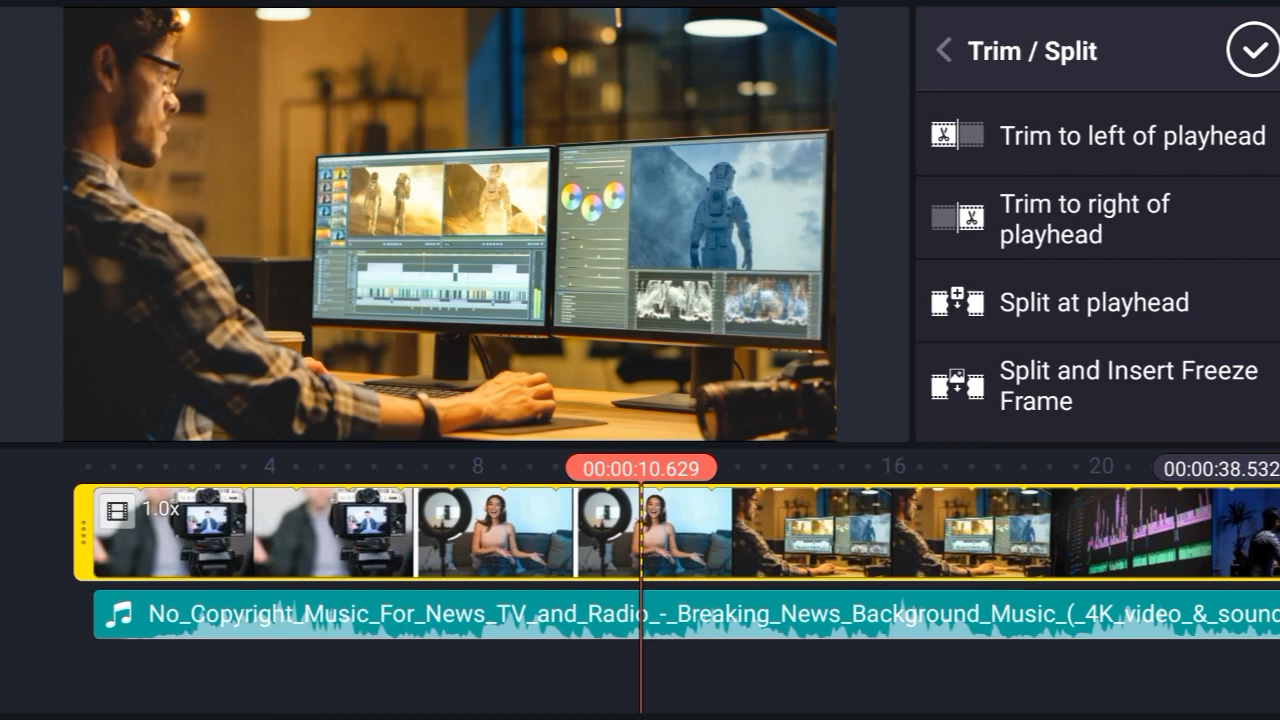 Trim / Split
Trim to left of playhead
Trim to right of
playhead
Split at playhead
Split and Insert Freeze
Frame
4
8
00:00:10.629
16
20
00:00:38.532
1.0x
No_Copyright_Music_For_News_TV_and_Radio_-_Breaking_News_Background_Music_(_4K_video_&_sound